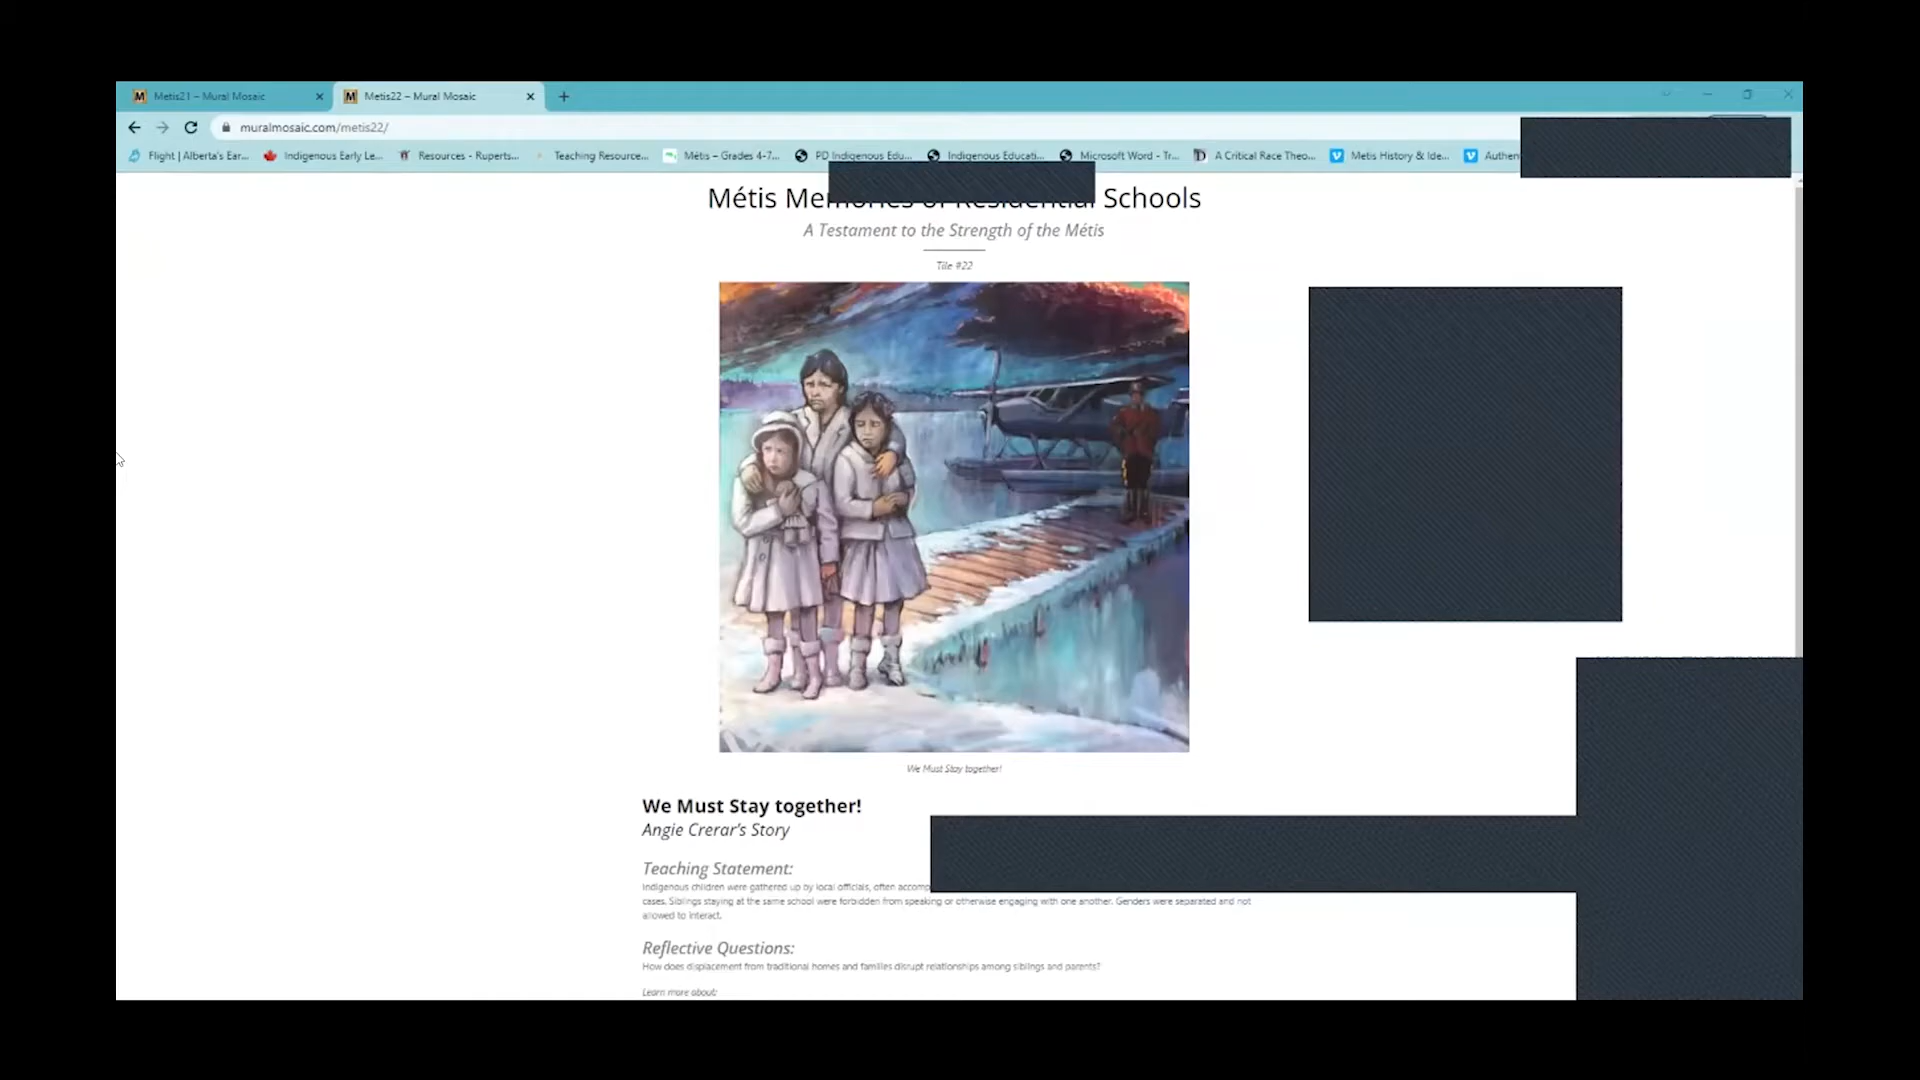 Metis21 – Mural Mosaic
Metis22 – Mural Mosaic
muralmosaic.com/metis22/
Flight | Alberta's Ear...
Indigenous Early Le...
Resources - Ruperts...
Teaching Resource...
Métis – Grades 4-7...
PD Indigenous Edu...
Indigenous Educati...
Microsoft Word - Tr...
A Critical Race Theo...
Metis History & Ide...
Authen
Métis Memories of Residential Schools
A Testament to the Strength of the Métis
Tile #22
We Must Stay together!
We Must Stay together!
Angie Crerar's Story
Teaching Statement:
Indigenous children were gathered up by local officials, often accomp
cases. Siblings staying at the same school were forbidden from speaking or otherwise engaging with one another. Genders were separated and not
allowed to interact.
Reflective Questions:
How does displacement from traditional homes and families disrupt relationships among siblings and parents?
Learn more about: